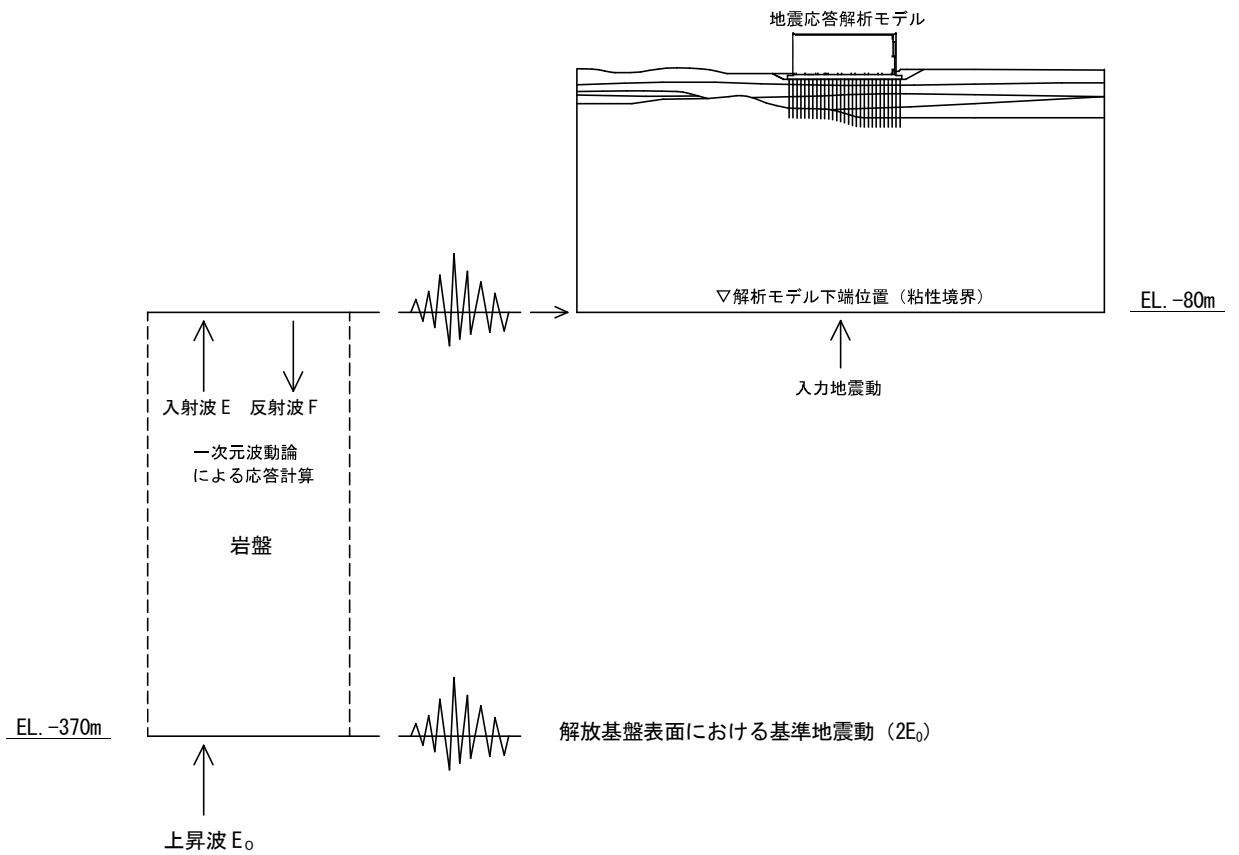 地震応答解析モデル
▽解析モデル下端位置（粘性境界）
EL.-80m
入力地震動
入射波E 反射波F
一次元波動論
による応答計算
岩盤
EL.-370m
解放基盤表面における基準地震動（2E₀）
上昇波E₀